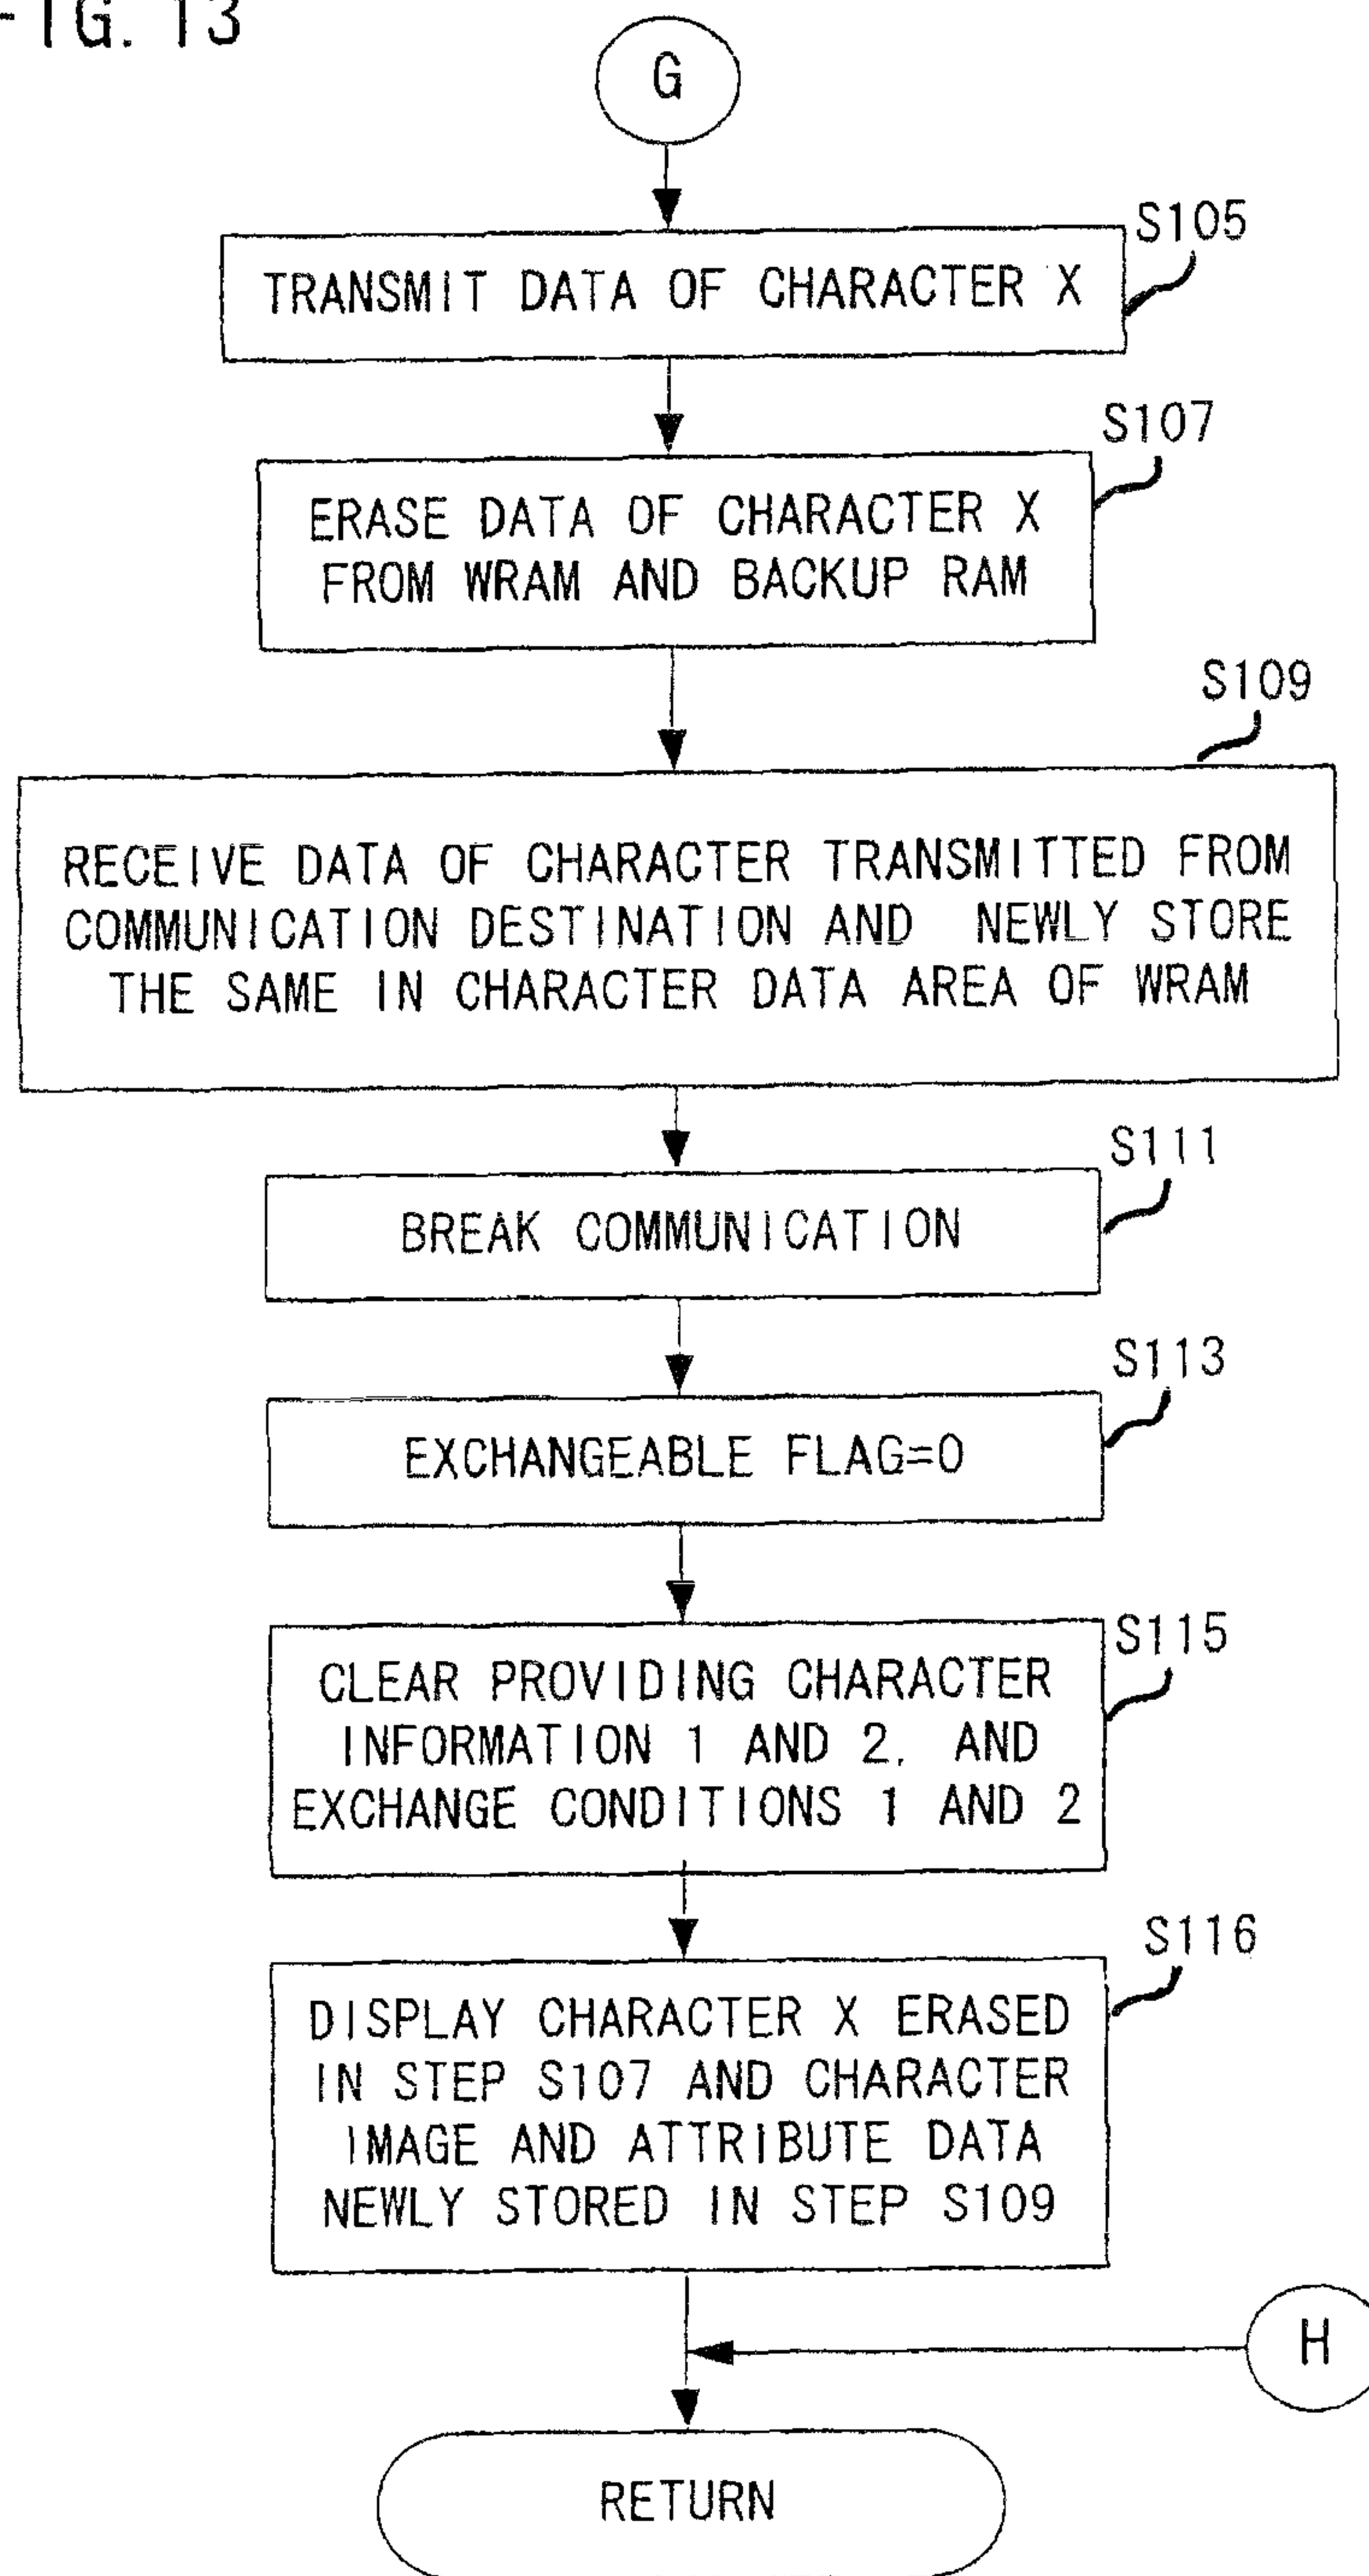 FIG. 13
G
S105
TRANSMIT DATA OF CHARACTER X
S107
ERASE DATA OF CHARACTER X
FROM WRAM AND BACKUP RAM
S109
RECEIVE DATA OF CHARACTER TRANSMITTED FROM
COMMUNICATION DESTINATION AND NEWLY STORE
THE SAME IN CHARACTER DATA AREA OF WRAM
S111
BREAK COMMUNICATION
S113
EXCHANGEABLE FLAG=0
S115
CLEAR PROVIDING CHARACTER
INFORMATION 1 AND 2, AND
EXCHANGE CONDITIONS 1 AND 2
S116
DISPLAY CHARACTER X ERASED
IN STEP S107 AND CHARACTER
IMAGE AND ATTRIBUTE DATA
NEWLY STORED IN STEP S109
H
RETURN